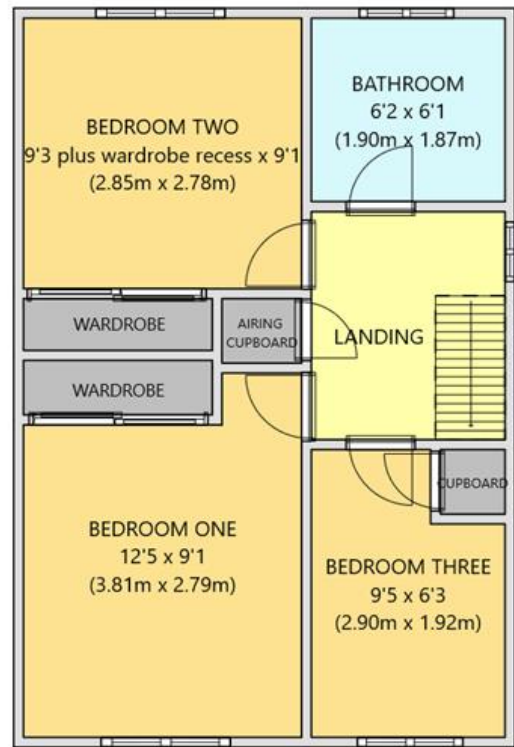 BEDROOM TWO
9'3 plus wardrobe recess x 9'1
(2.85m x 2.78m)
BATHROOM
6'2 x 6'1
(1.90m x 1.87m)
WARDROBE
AIRING
CUPBOARD
LANDING
WARDROBE
BEDROOM ONE
12'5 x 9'1
(3.81m x 2.79m)
CUPBOARD
BEDROOM THREE
9'5 x 6'3
(2.90m x 1.92m)